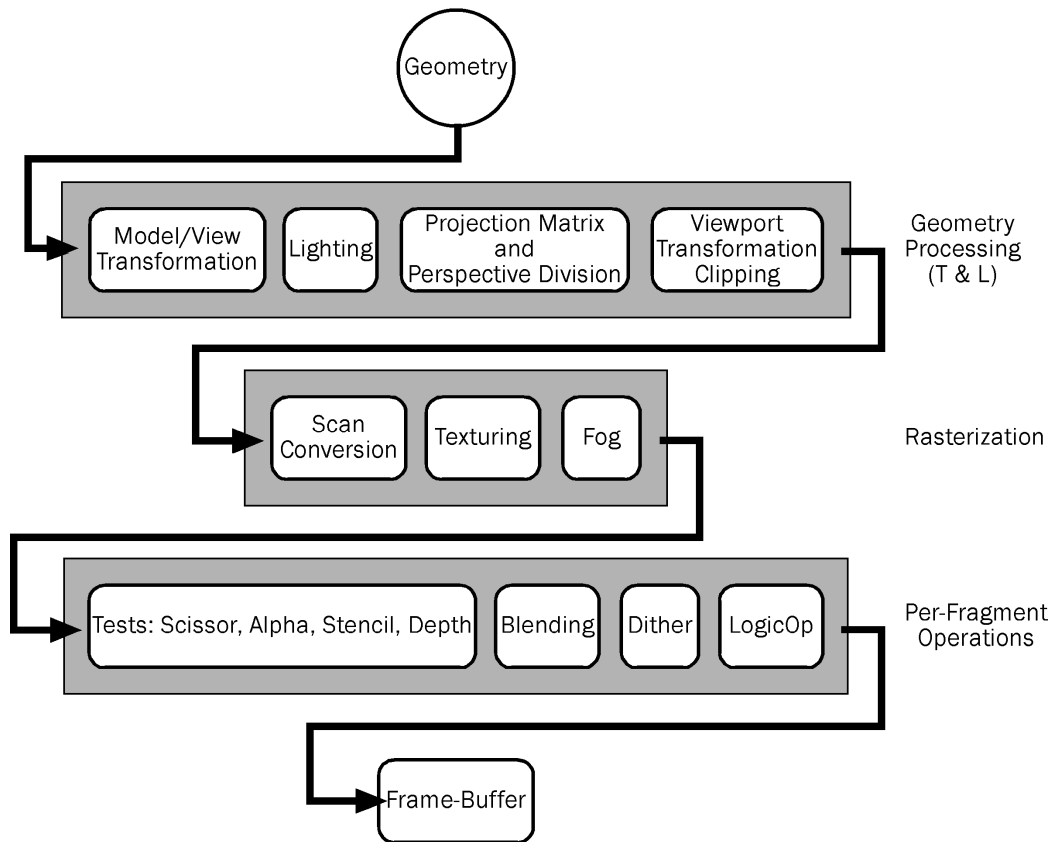 Geometry
Model/View
Transformation
Lighting
Projection Matrix
and
Perspective Division
Viewport
Transformation
Clipping
Geometry
Processing
(T & L)
Scan
Conversion
Texturing
Fog
Rasterization
Tests: Scissor, Alpha, Stencil, Depth
Blending
Dither
LogicOp
Per-Fragment
Operations
Frame-Buffer